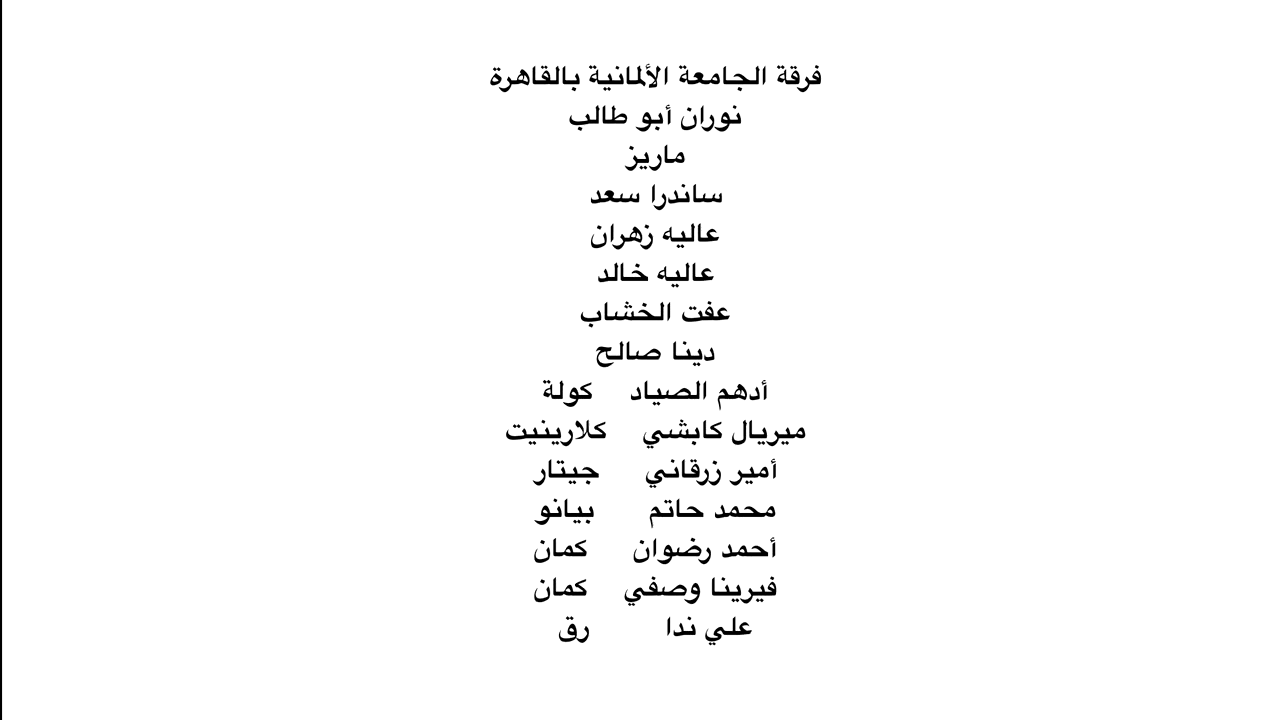 فرقة الجامعة الألمانية بالقاهرة
نوران أبو طالب
ماريز
ساندرا سعد
عاليه زهران
عاليه خالد
عفت الخشاب
دينا صالح
أدهم الصياد كولة
ميريال كابشي كلارينيت
أمير زرقاني جيتار
محمد حاتم بيانو
أحمد رضوان كمان
فيرينا وصفي كمان
علي ندا رق